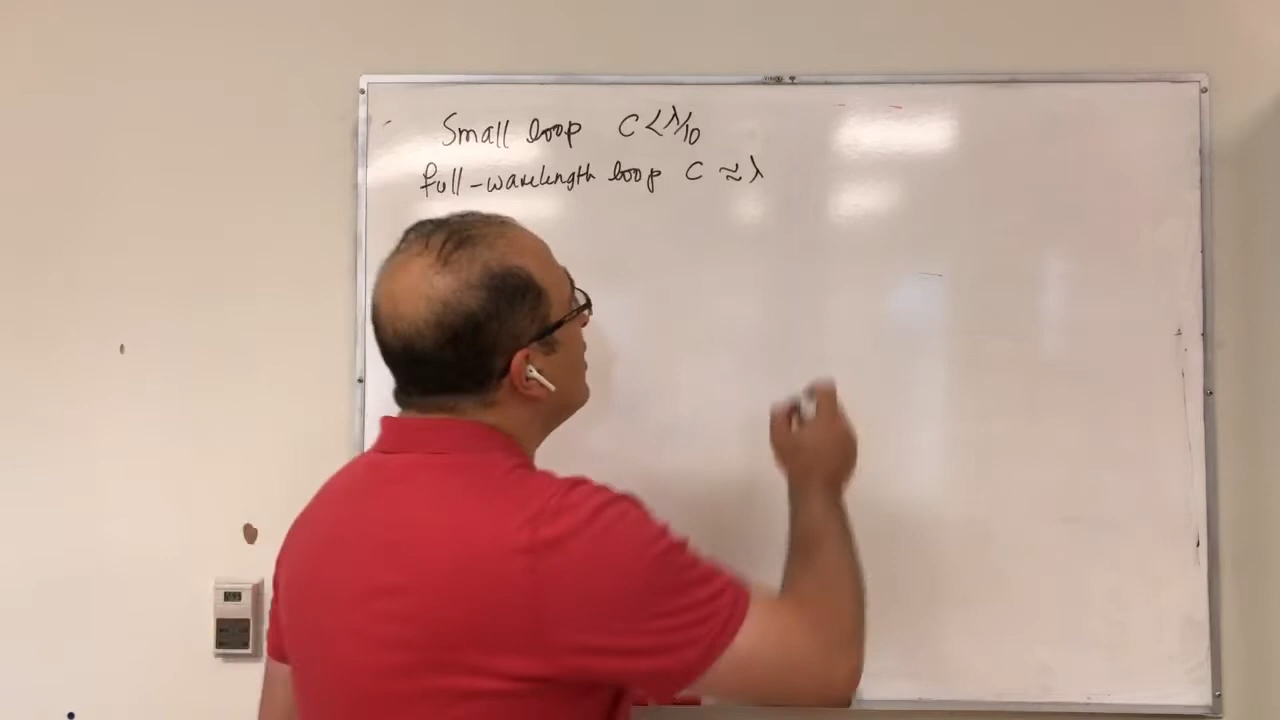 Small loop C < λ/10
full-wavelength loop C ≈ λ